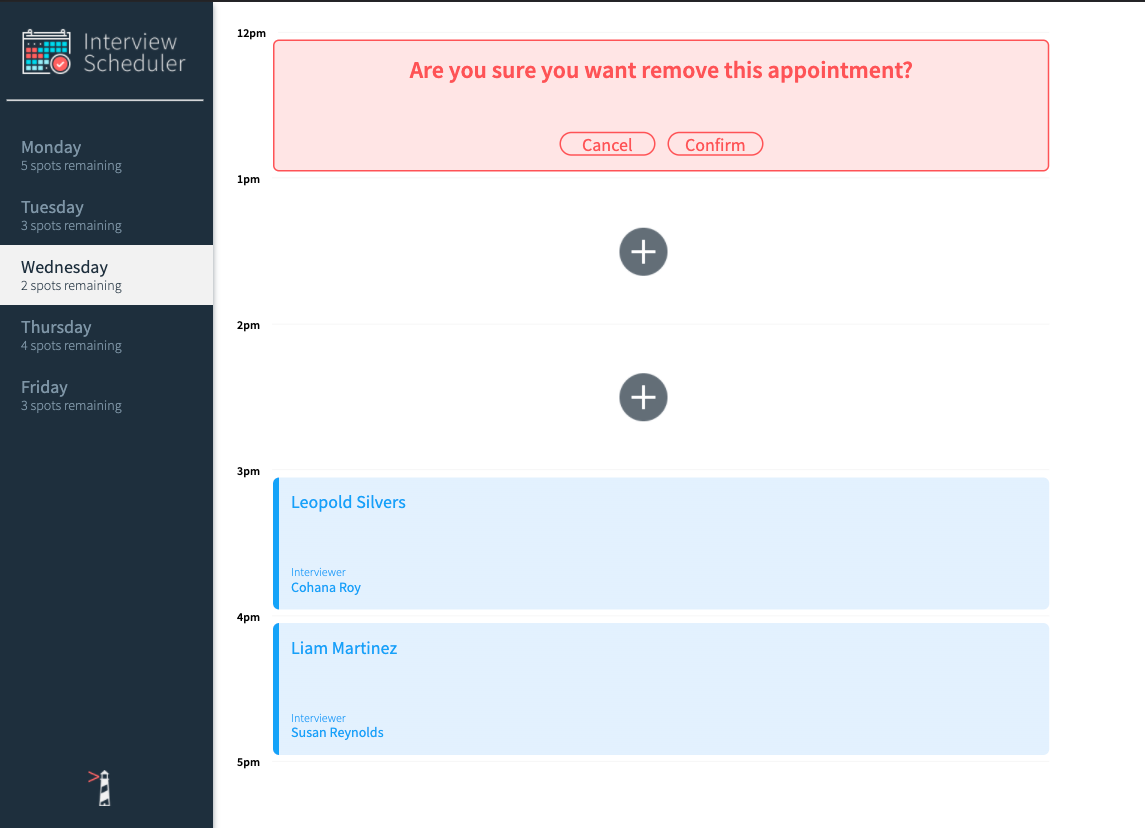 Interview
Scheduler
Monday
5 spots remaining
Tuesday
3 spots remaining
Wednesday
2 spots remaining
Thursday
4 spots remaining
Friday
3 spots remaining
12pm
Are you sure you want remove this appointment?
Cancel Confirm
1pm
2pm
3pm
Leopold Silvers
Interviewer
Cohana Roy
4pm
Liam Martinez
Interviewer
Susan Reynolds
5pm